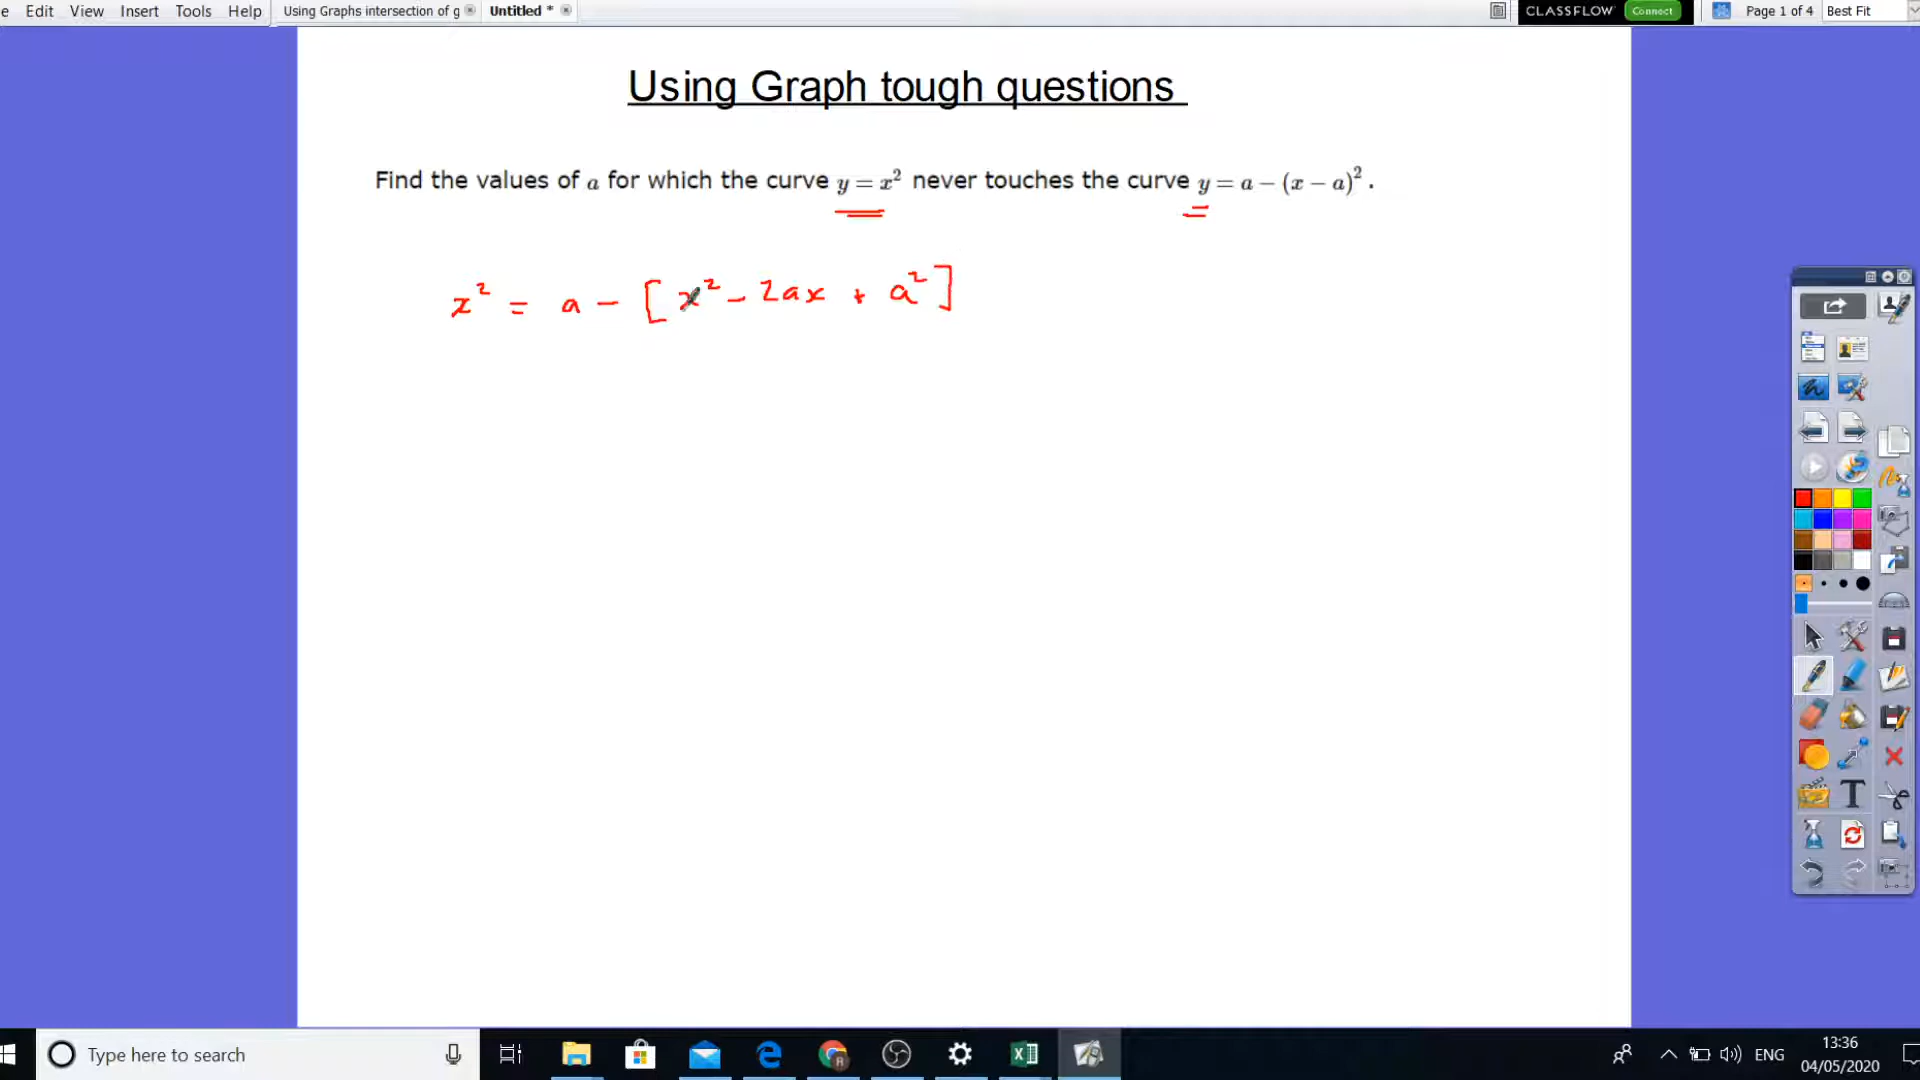 e Edit View Insert Tools Help Using Graphs intersection of g Untitled * CLASSFLOW Connect Page 1 of 4 Best Fit
Using Graph tough questions
Find the values of a for which the curve y = x² never touches the curve y = a − (x − a)² .
x² = a − [ x² − 2ax + a² ]
T
Type here to search
ENG
13:36
04/05/2020